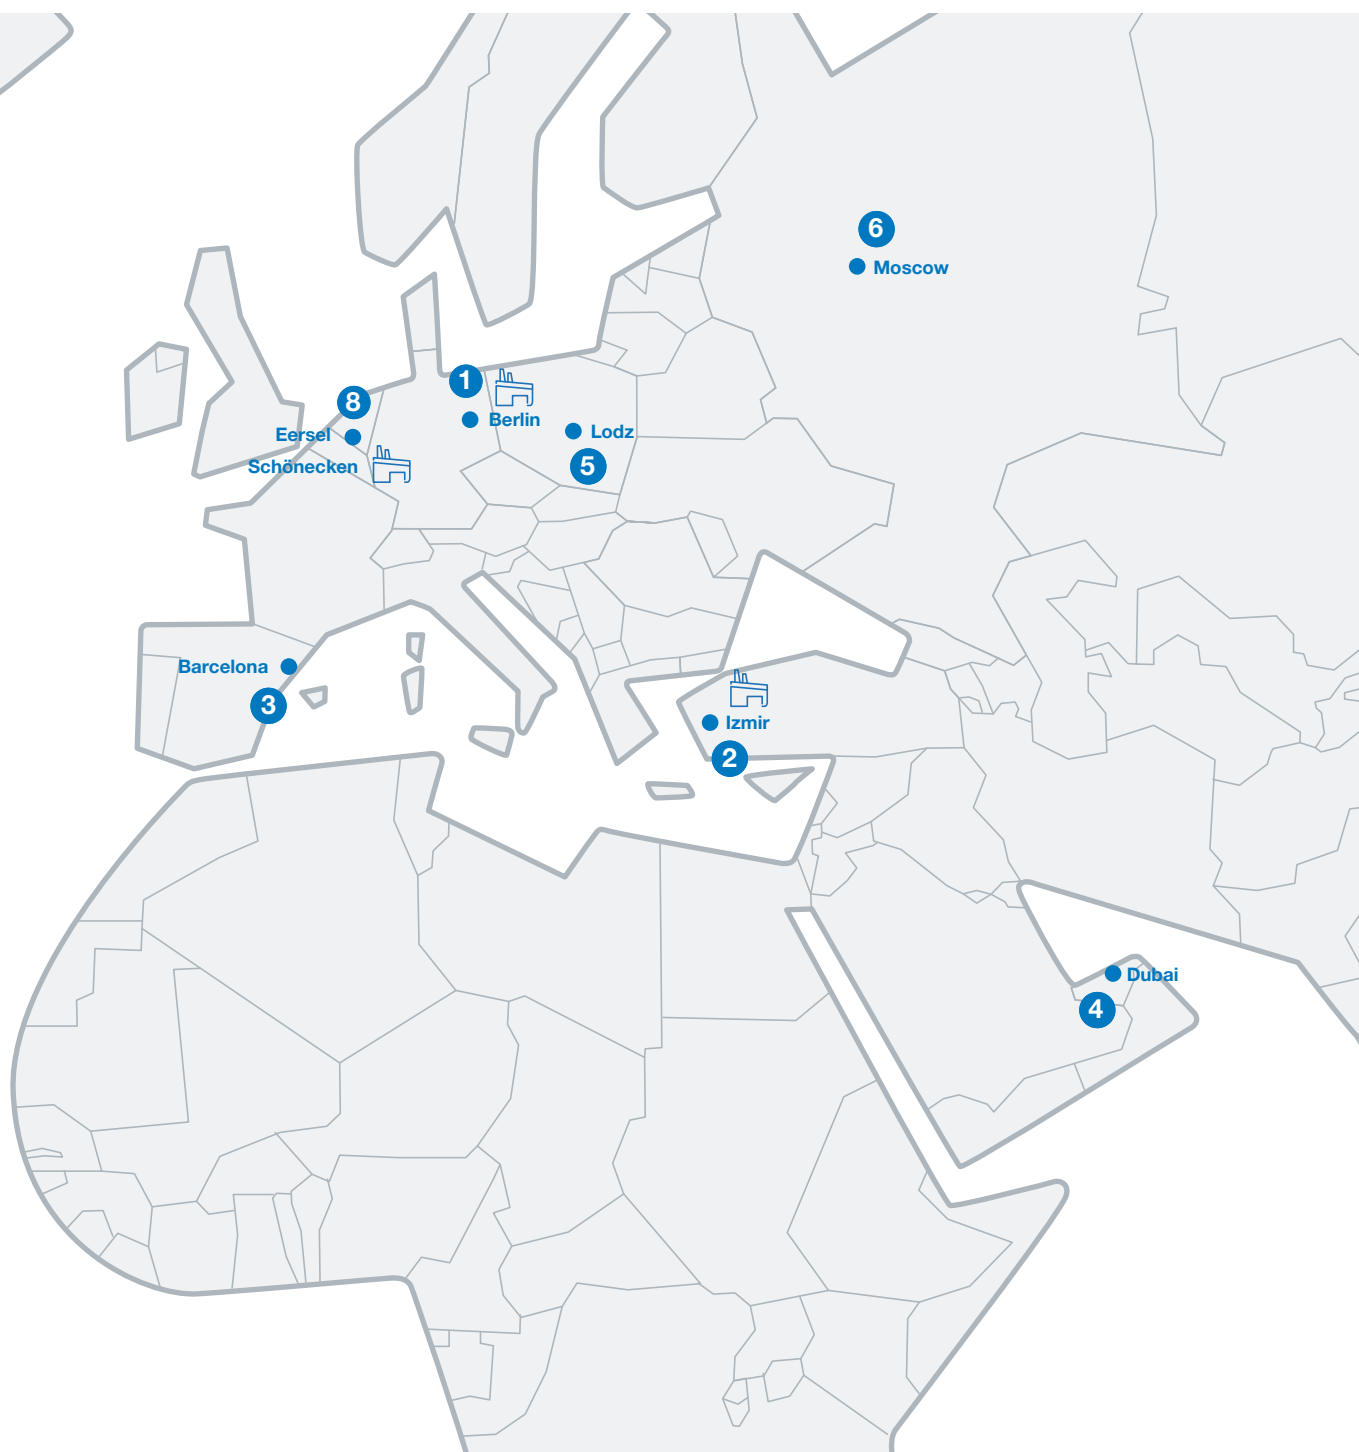 6
Moscow
1
Berlin
8
Eersel
Lodz
5
Schönecken
Barcelona
3
Izmir
2
Dubai
4